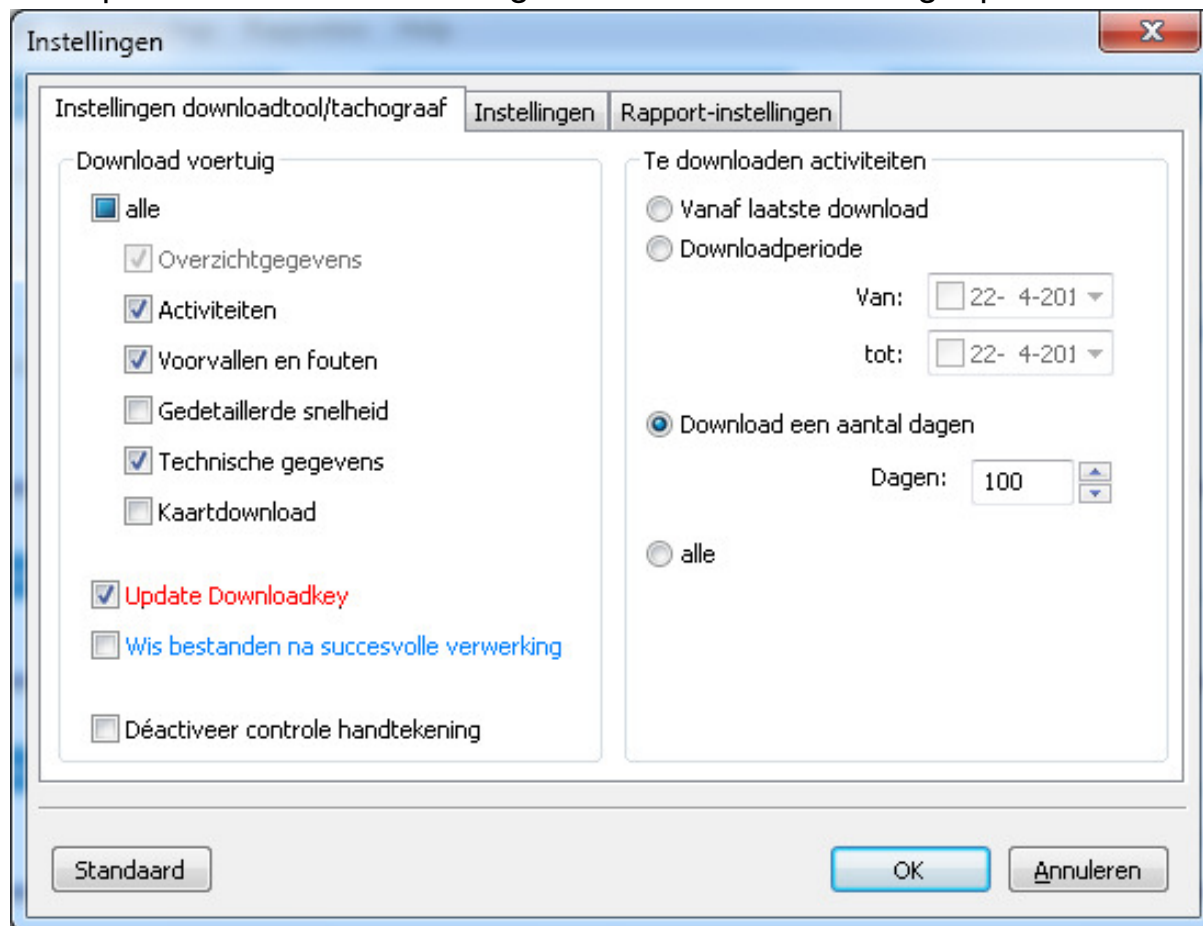 Instellingen
Instellingen downloadtool/tachograaf
Instellingen
Rapport-instellingen
Download voertuig
alle
Overzichtgegevens
Activiteiten
Voorvallen en fouten
Gedetaillerde snelheid
Technische gegevens
Kaartdownload
Update Downloadkey
Wis bestanden na succesvolle verwerking
Déactiveer controle handtekening
Te downloaden activiteiten
Vanaf laatste download
Downloadperiode
Van: 22- 4-201
tot: 22- 4-201
Download een aantal dagen
Dagen: 100
alle
Standaard
OK
Annuleren